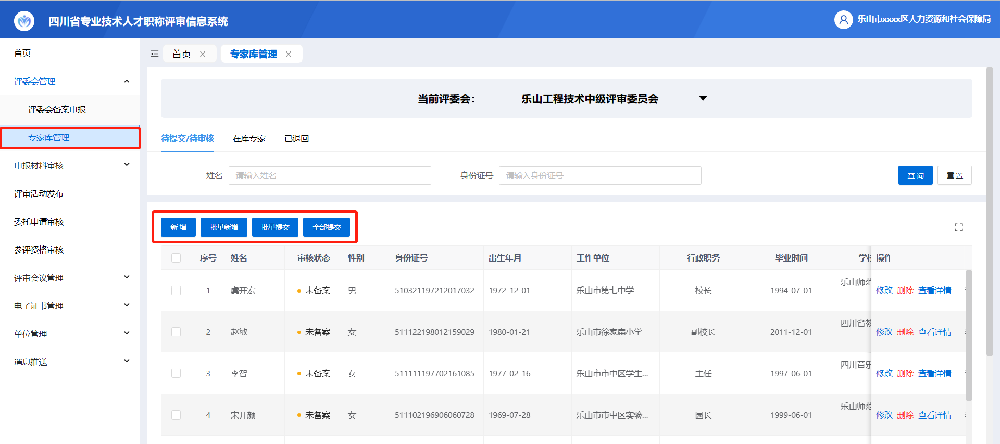 四川省专业技术人才职称评审信息系统
乐山市xxxx区人力资源和社会保障局
首页
评委会管理
评委会备案申报
专家库管理
申报材料审核
评审活动发布
委托申请审核
参评资格审核
评审会议管理
电子证书管理
单位管理
消息推送
首页 专家库管理
当前评委会： 乐山工程技术中级评审委员会
待提交/待审核 在库专家 已退回
姓名 请输入姓名 身份证号 请输入身份证号 查询 重置
新增 批量新增 批量提交 全部提交
序号 姓名 审核状态 性别 身份证号 出生年月 工作单位 行政职务 毕业时间 学 操作
1 虞开宏 未备案 男 510321197212017032 1972-12-01 乐山市第七中学 校长 1994-07-01 乐山师范 修改 删除 查看详情
2 赵敏 未备案 女 511122198012159029 1980-01-21 乐山市徐家扁小学 副校长 2011-12-01 四川省教 修改 删除 查看详情
3 李智 未备案 女 511111197702161085 1977-02-16 乐山市市中区学生... 主任 1997-06-01 四川音乐 修改 删除 查看详情
4 宋开颜 未备案 女 511102196906060728 1969-07-28 乐山市市中区实验... 园长 1999-06-01 乐山师范 修改 删除 查看详情